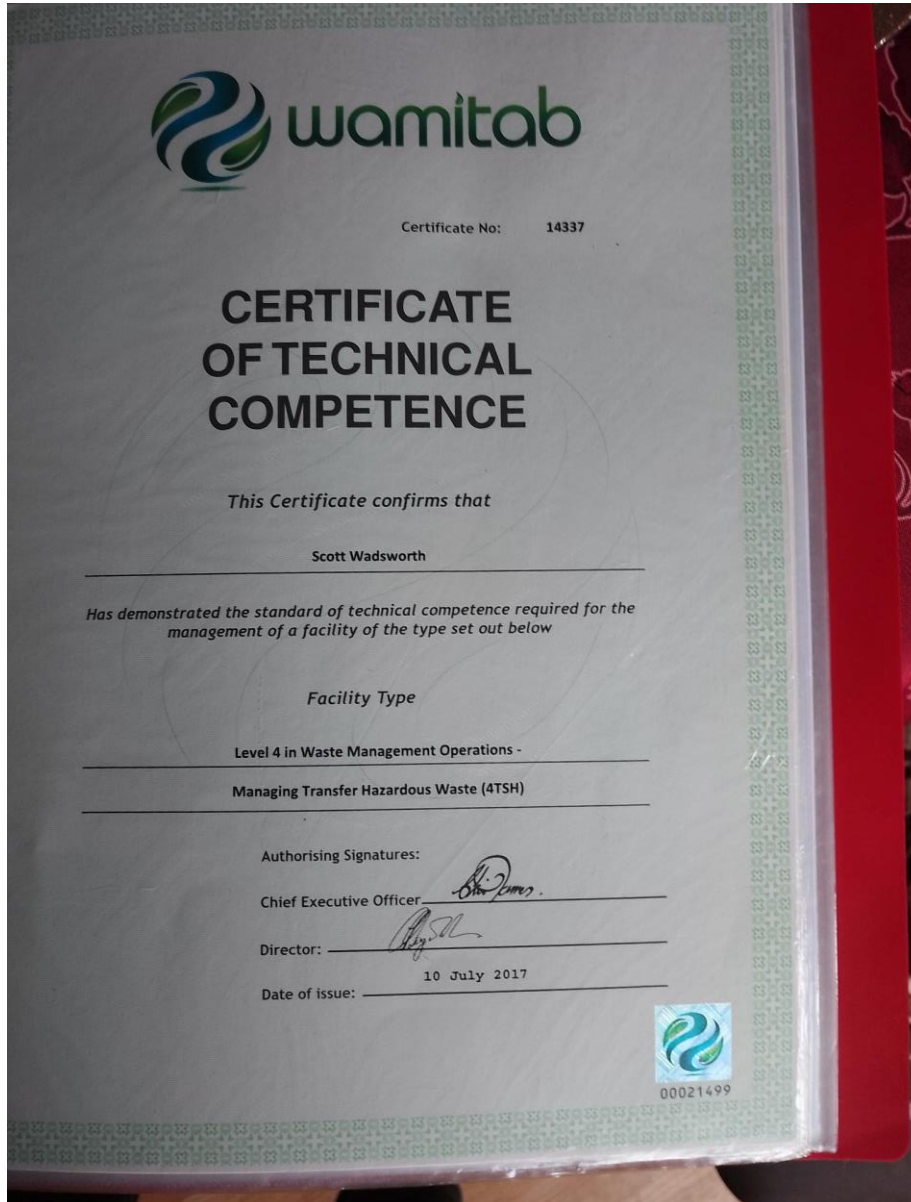 wamitab
Certificate No: 14337
CERTIFICATE
OF TECHNICAL
COMPETENCE
This Certificate confirms that
Scott Wadsworth
Has demonstrated the standard of technical competence required for the
management of a facility of the type set out below
Facility Type
Level 4 in Waste Management Operations -
Managing Transfer Hazardous Waste (4TSH)
Authorising Signatures:
Chief Executive Officer
Director:
10 July 2017
Date of issue:
00021499